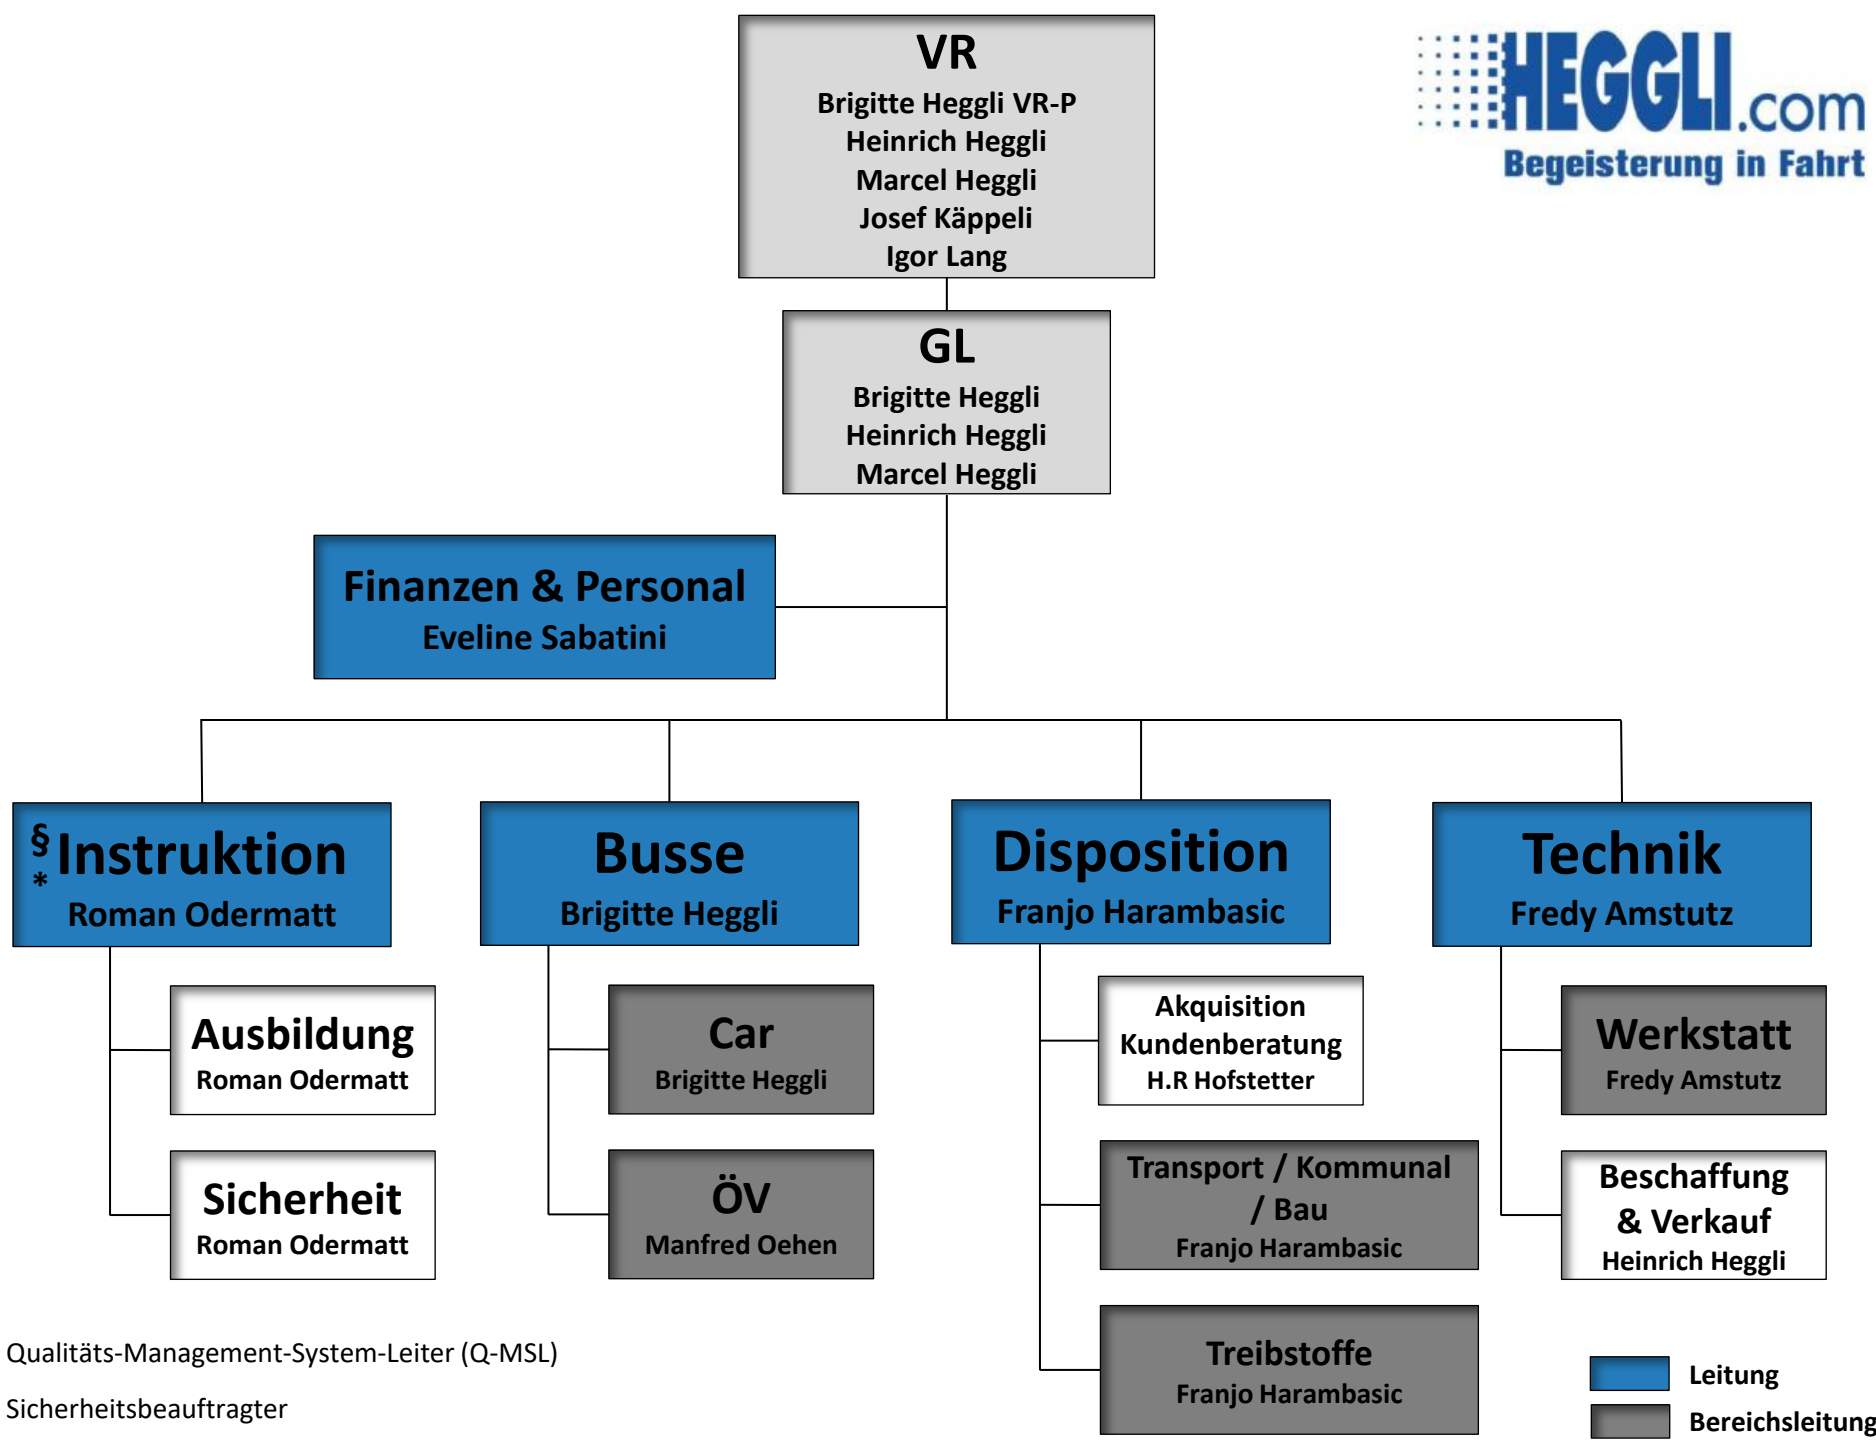 VR
Brigitte Heggli VR-P
Heinrich Heggli
Marcel Heggli
Josef Käppeli
Igor Lang
HEGGLI.com
Begeisterung in Fahrt
GL
Brigitte Heggli
Heinrich Heggli
Marcel Heggli
Finanzen & Personal
Eveline Sabatini
§
*
Instruktion
Roman Odermatt
Busse
Brigitte Heggli
Disposition
Franjo Harambasic
Technik
Fredy Amstutz
Ausbildung
Roman Odermatt
Sicherheit
Roman Odermatt
Car
Brigitte Heggli
ÖV
Manfred Oehen
Akquisition
Kundenberatung
H.R Hofstetter
Transport / Kommunal
/ Bau
Franjo Harambasic
Treibstoffe
Franjo Harambasic
Werkstatt
Fredy Amstutz
Beschaffung
& Verkauf
Heinrich Heggli
Qualitäts-Management-System-Leiter (Q-MSL)
Sicherheitsbeauftragter
Leitung
Bereichsleitung